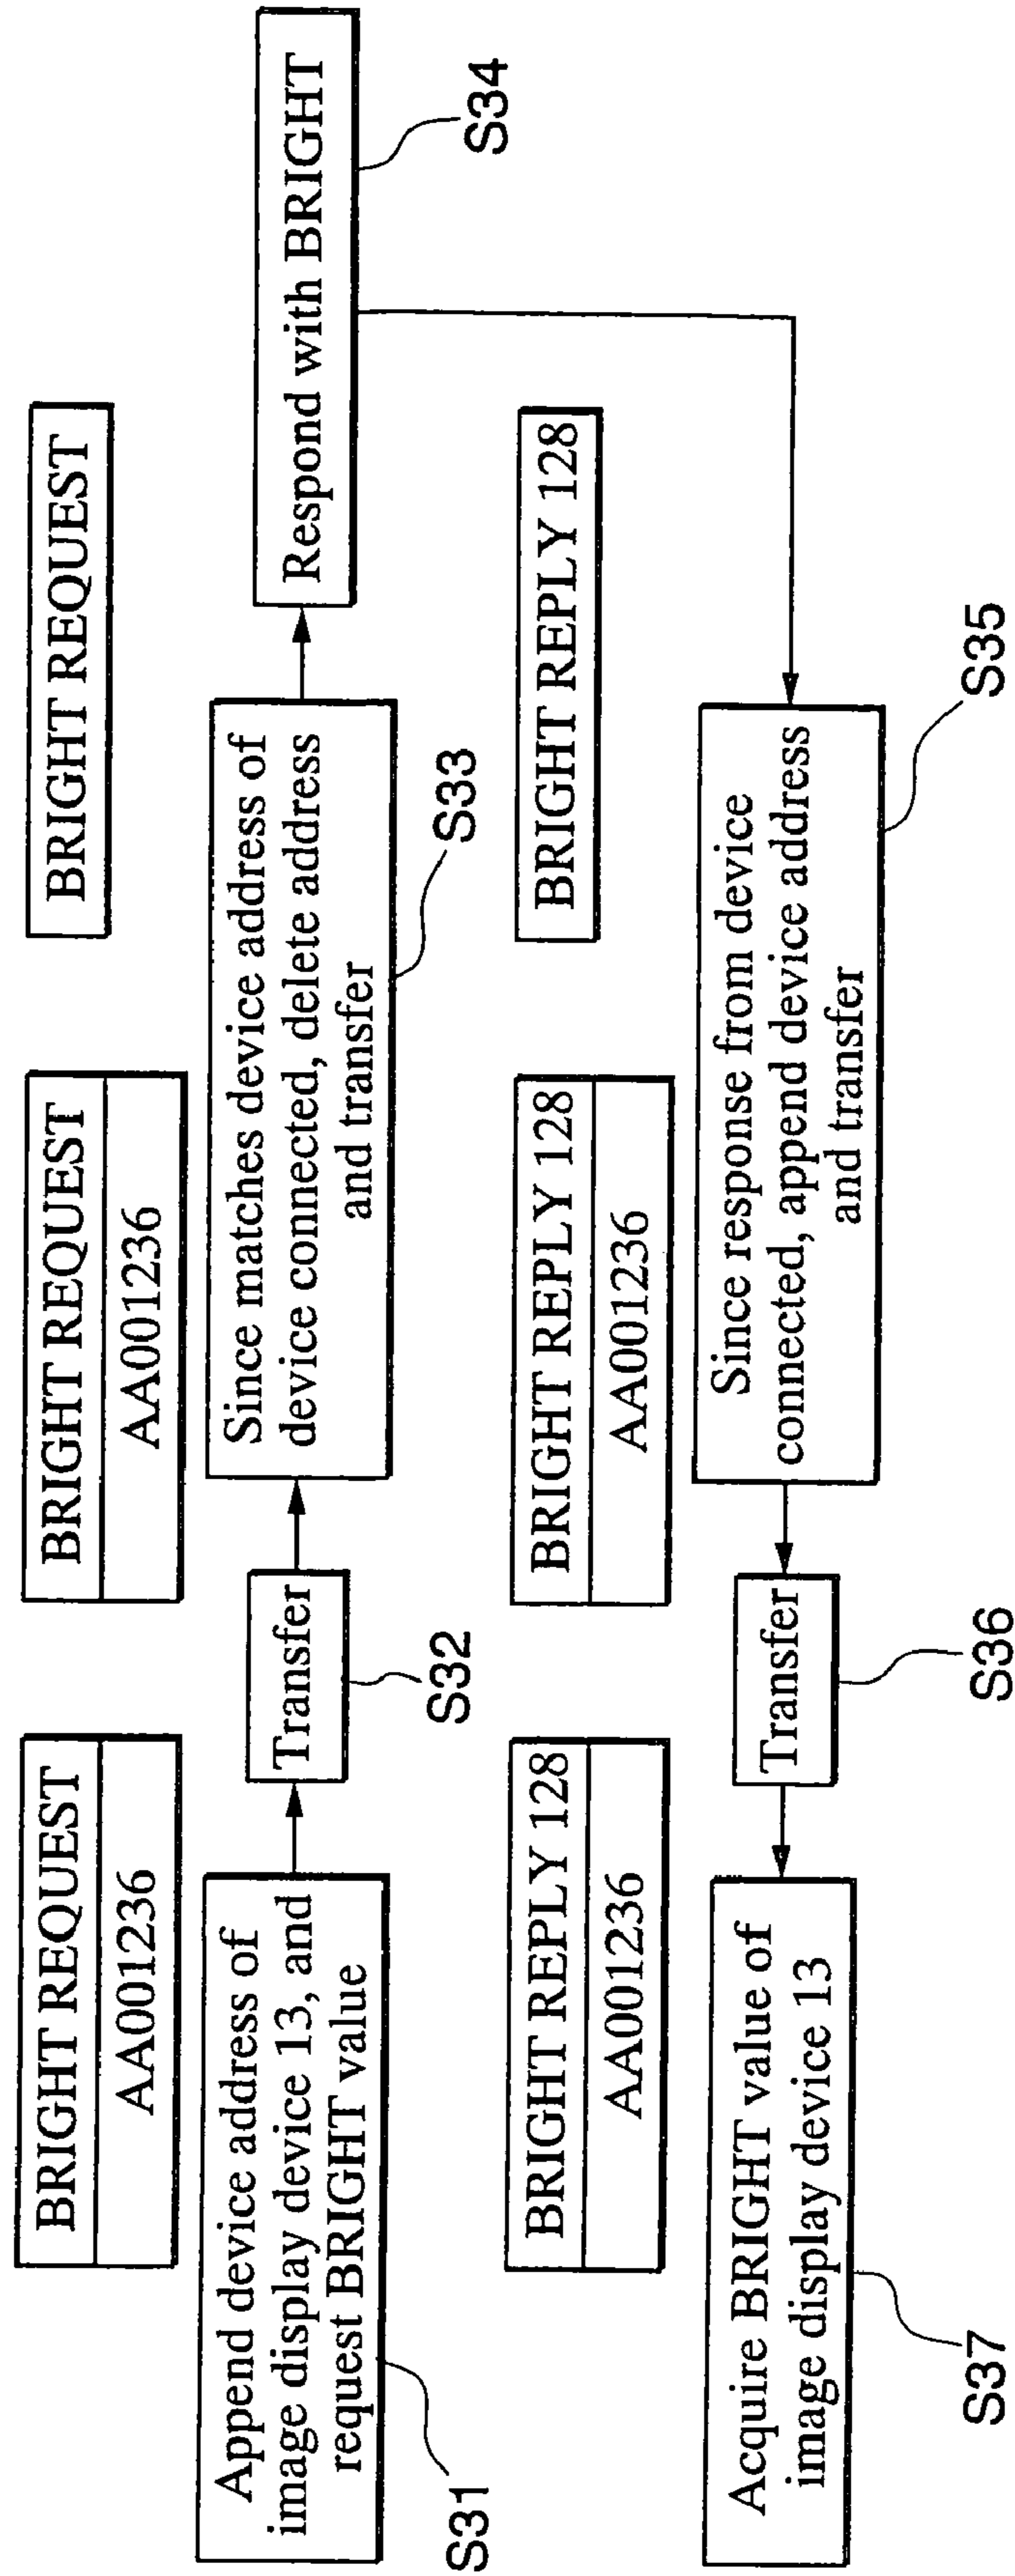 BRIGHT REQUEST
AA001236
BRIGHT REQUEST
AA001236
BRIGHT REQUEST
Append device address of
image display device 13, and
request BRIGHT value
S31
Transfer
S32
Since matches device address of
device connected, delete address
and transfer
S33
Respond with BRIGHT
S34
BRIGHT REPLY 128
AA001236
BRIGHT REPLY 128
AA001236
BRIGHT REPLY 128
Acquire BRIGHT value of
image display device 13
S37
Transfer
S36
Since response from device
connected, append device address
and transfer
S35